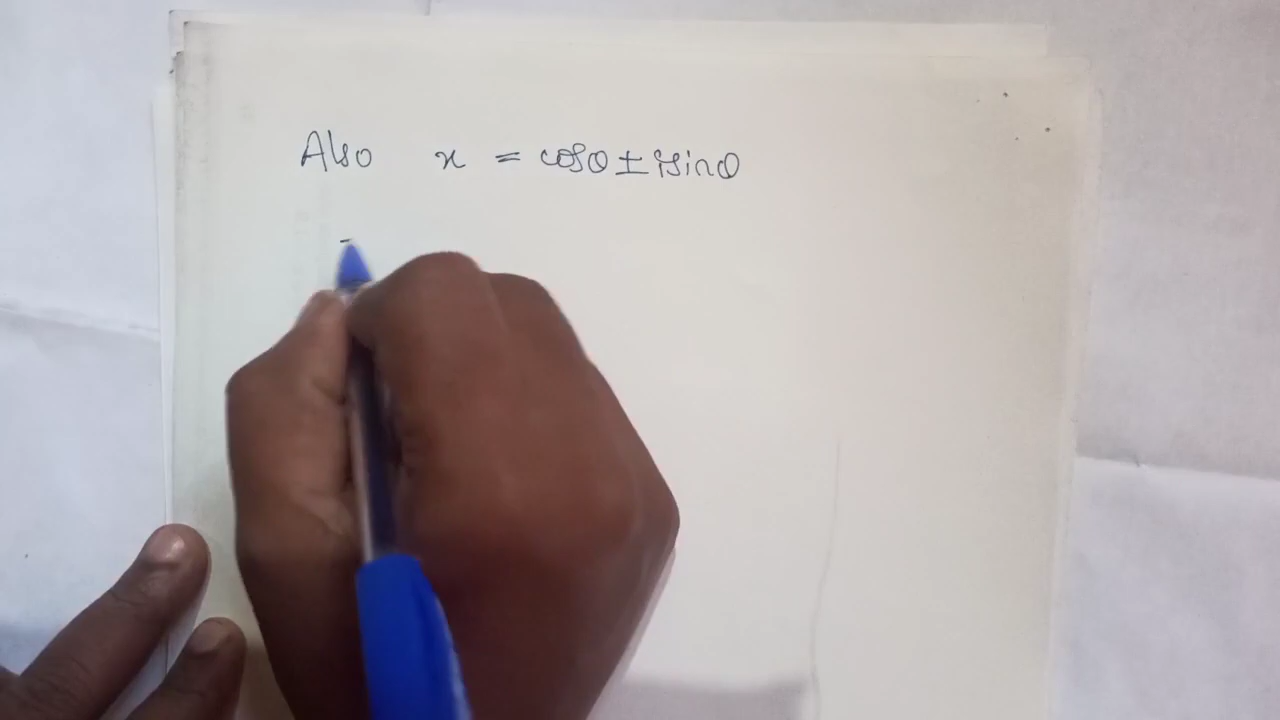 Also x = cosθ ± isinθ